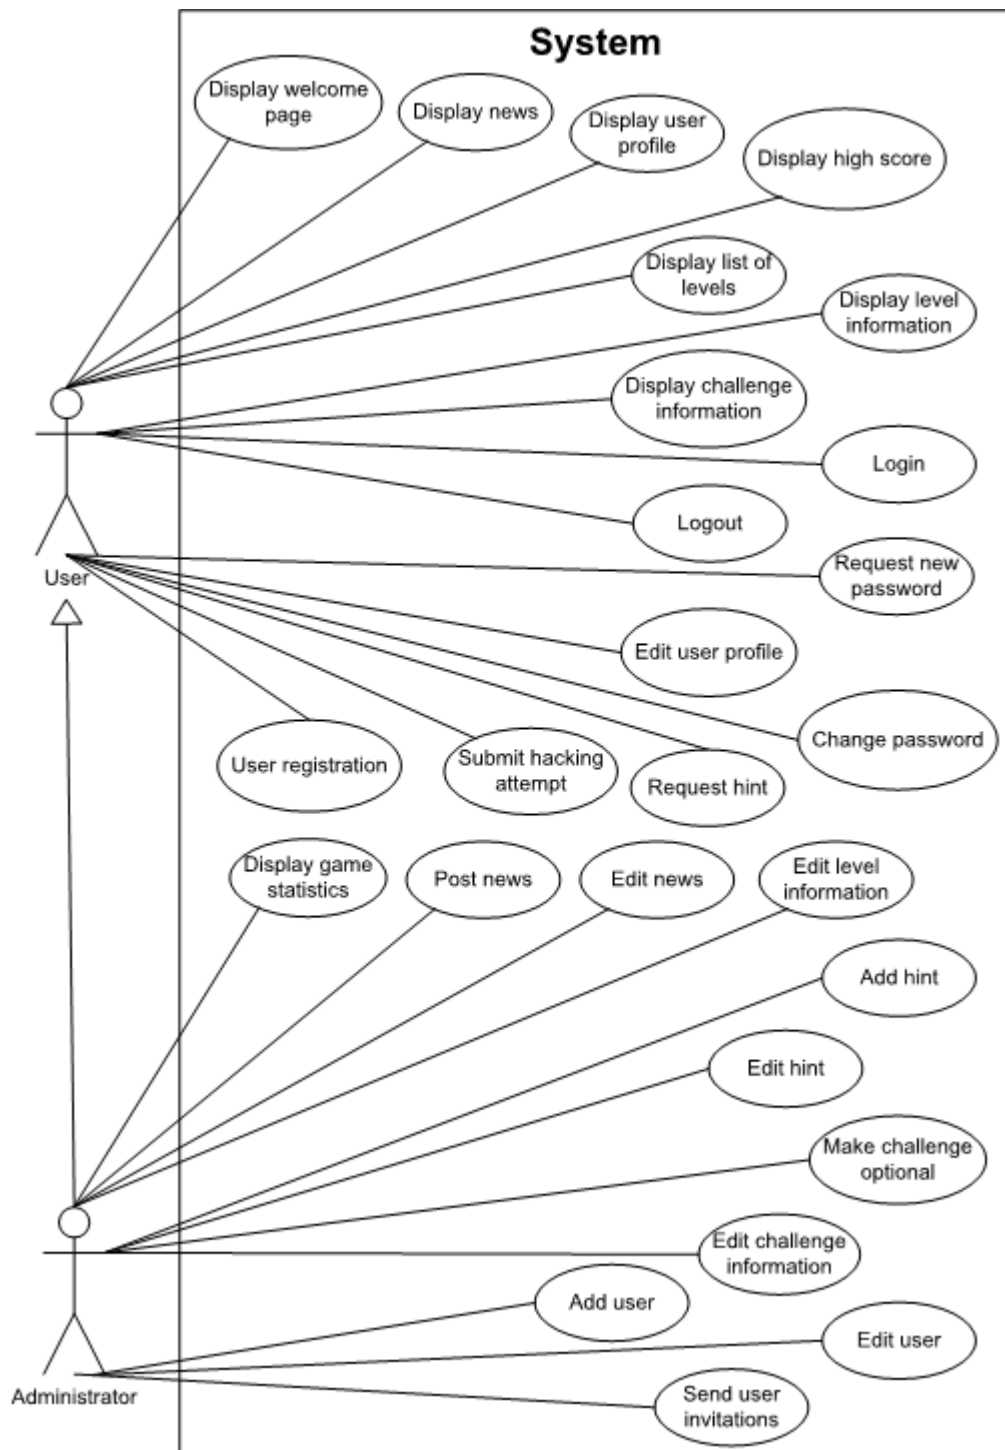 System
Display welcome
page
Display news
Display user
profile
Display high score
Display list of
levels
Display level
information
Display challenge
information
Login
Logout
User
Request new
password
Edit user profile
Change password
User registration
Submit hacking
attempt
Request hint
Display game
statistics
Post news
Edit news
Edit level
information
Add hint
Edit hint
Make challenge
optional
Edit challenge
information
Add user
Edit user
Administrator
Send user
invitations